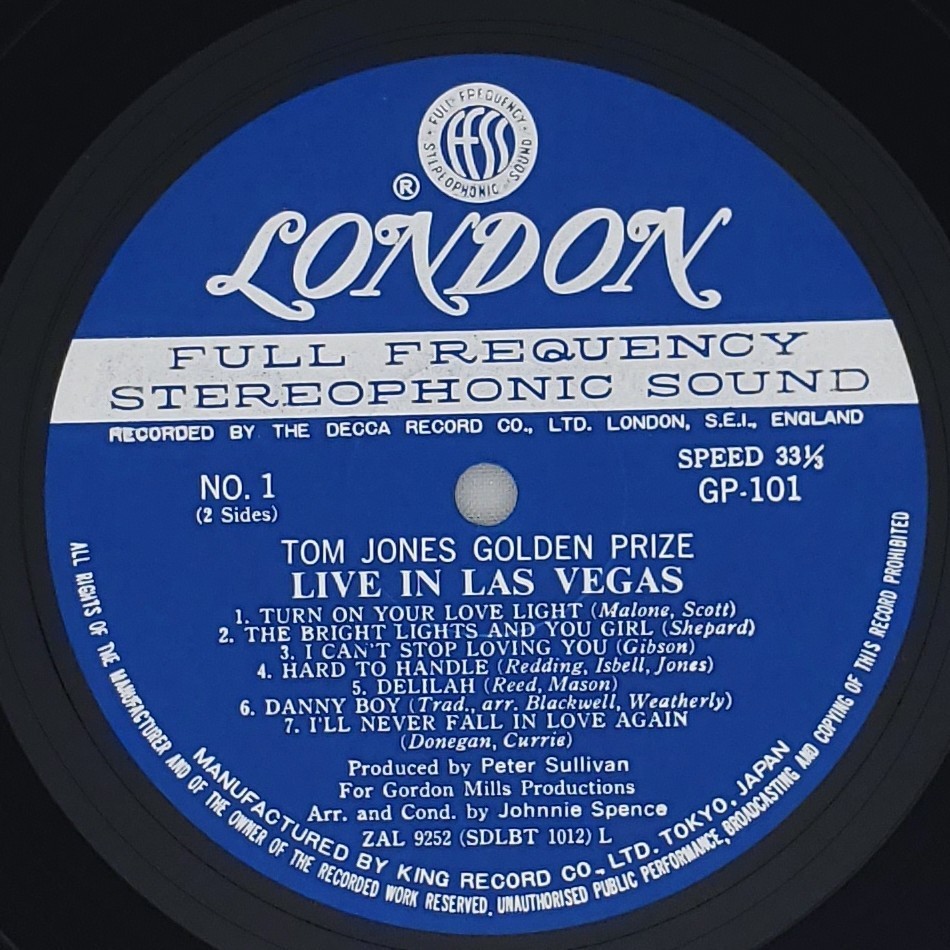 FULL FREQUENCY
ffss
STEREOPHONIC SOUND
®
LONDON
FULL FREQUENCY
STEREOPHONIC SOUND
RECORDED BY THE DECCA RECORD CO., LTD. LONDON, S.E.I., ENGLAND
SPEED 33⅓
NO. 1
GP-101
(2 Sides)
TOM JONES GOLDEN PRIZE
LIVE IN LAS VEGAS
1. TURN ON YOUR LOVE LIGHT (Malone, Scott)
2. THE BRIGHT LIGHTS AND YOU GIRL (Shepard)
3. I CAN'T STOP LOVING YOU (Gibson)
4. HARD TO HANDLE (Redding, Isbell, Jones)
5. DELILAH (Reed, Mason)
6. DANNY BOY (Trad., arr. Blackwell, Weatherly)
7. I'LL NEVER FALL IN LOVE AGAIN
(Donegan, Currie)
Produced by Peter Sullivan
For Gordon Mills Productions
Arr. and Cond. by Johnnie Spence
ZAL 9252 (SDLBT 1012) L
MANUFACTURED BY KING RECORD CO., LTD. TOKYO, JAPAN
ALL RIGHTS OF THE MANUFACTURER AND OF THE OWNER OF THE RECORDED WORK RESERVED. UNAUTHORISED PUBLIC PERFORMANCE, BROADCASTING AND COPYING OF THIS RECORD PROHIBITED